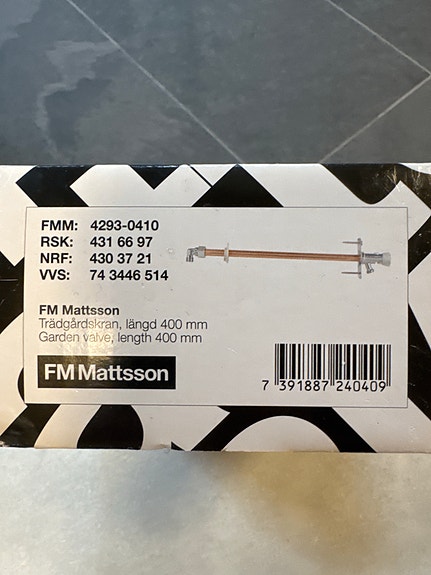 FMM: 4293-0410
RSK: 431 66 97
NRF: 430 37 21
VVS: 74 3446 514
FM Mattsson
Trädgårdskran, längd 400 mm
Garden valve, length 400 mm
FM Mattsson
7 391887 240409